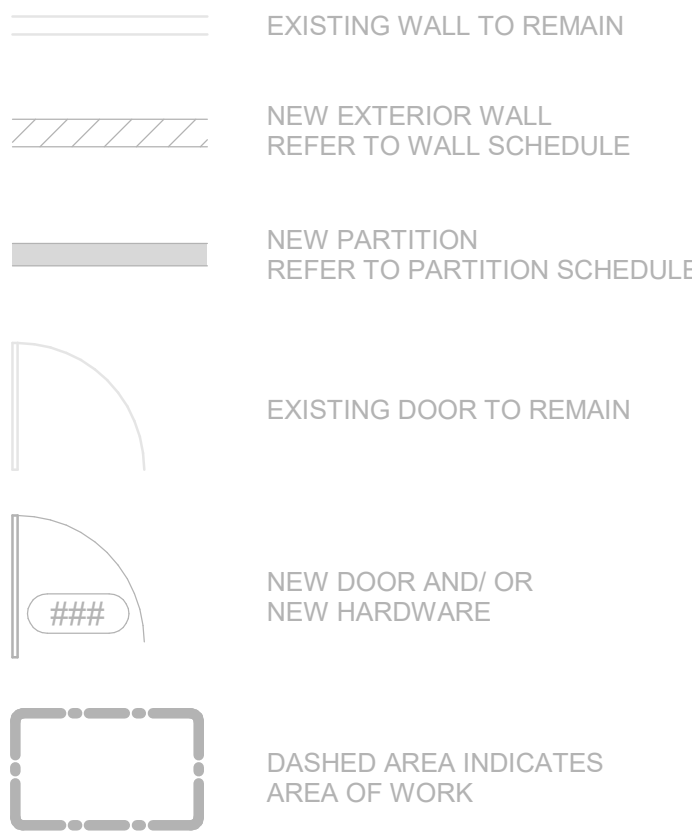 EXISTING WALL TO REMAIN
NEW EXTERIOR WALL
REFER TO WALL SCHEDULE
NEW PARTITION
REFER TO PARTITION SCHEDULE
EXISTING DOOR TO REMAIN
###
NEW DOOR AND/ OR
NEW HARDWARE
DASHED AREA INDICATES
AREA OF WORK